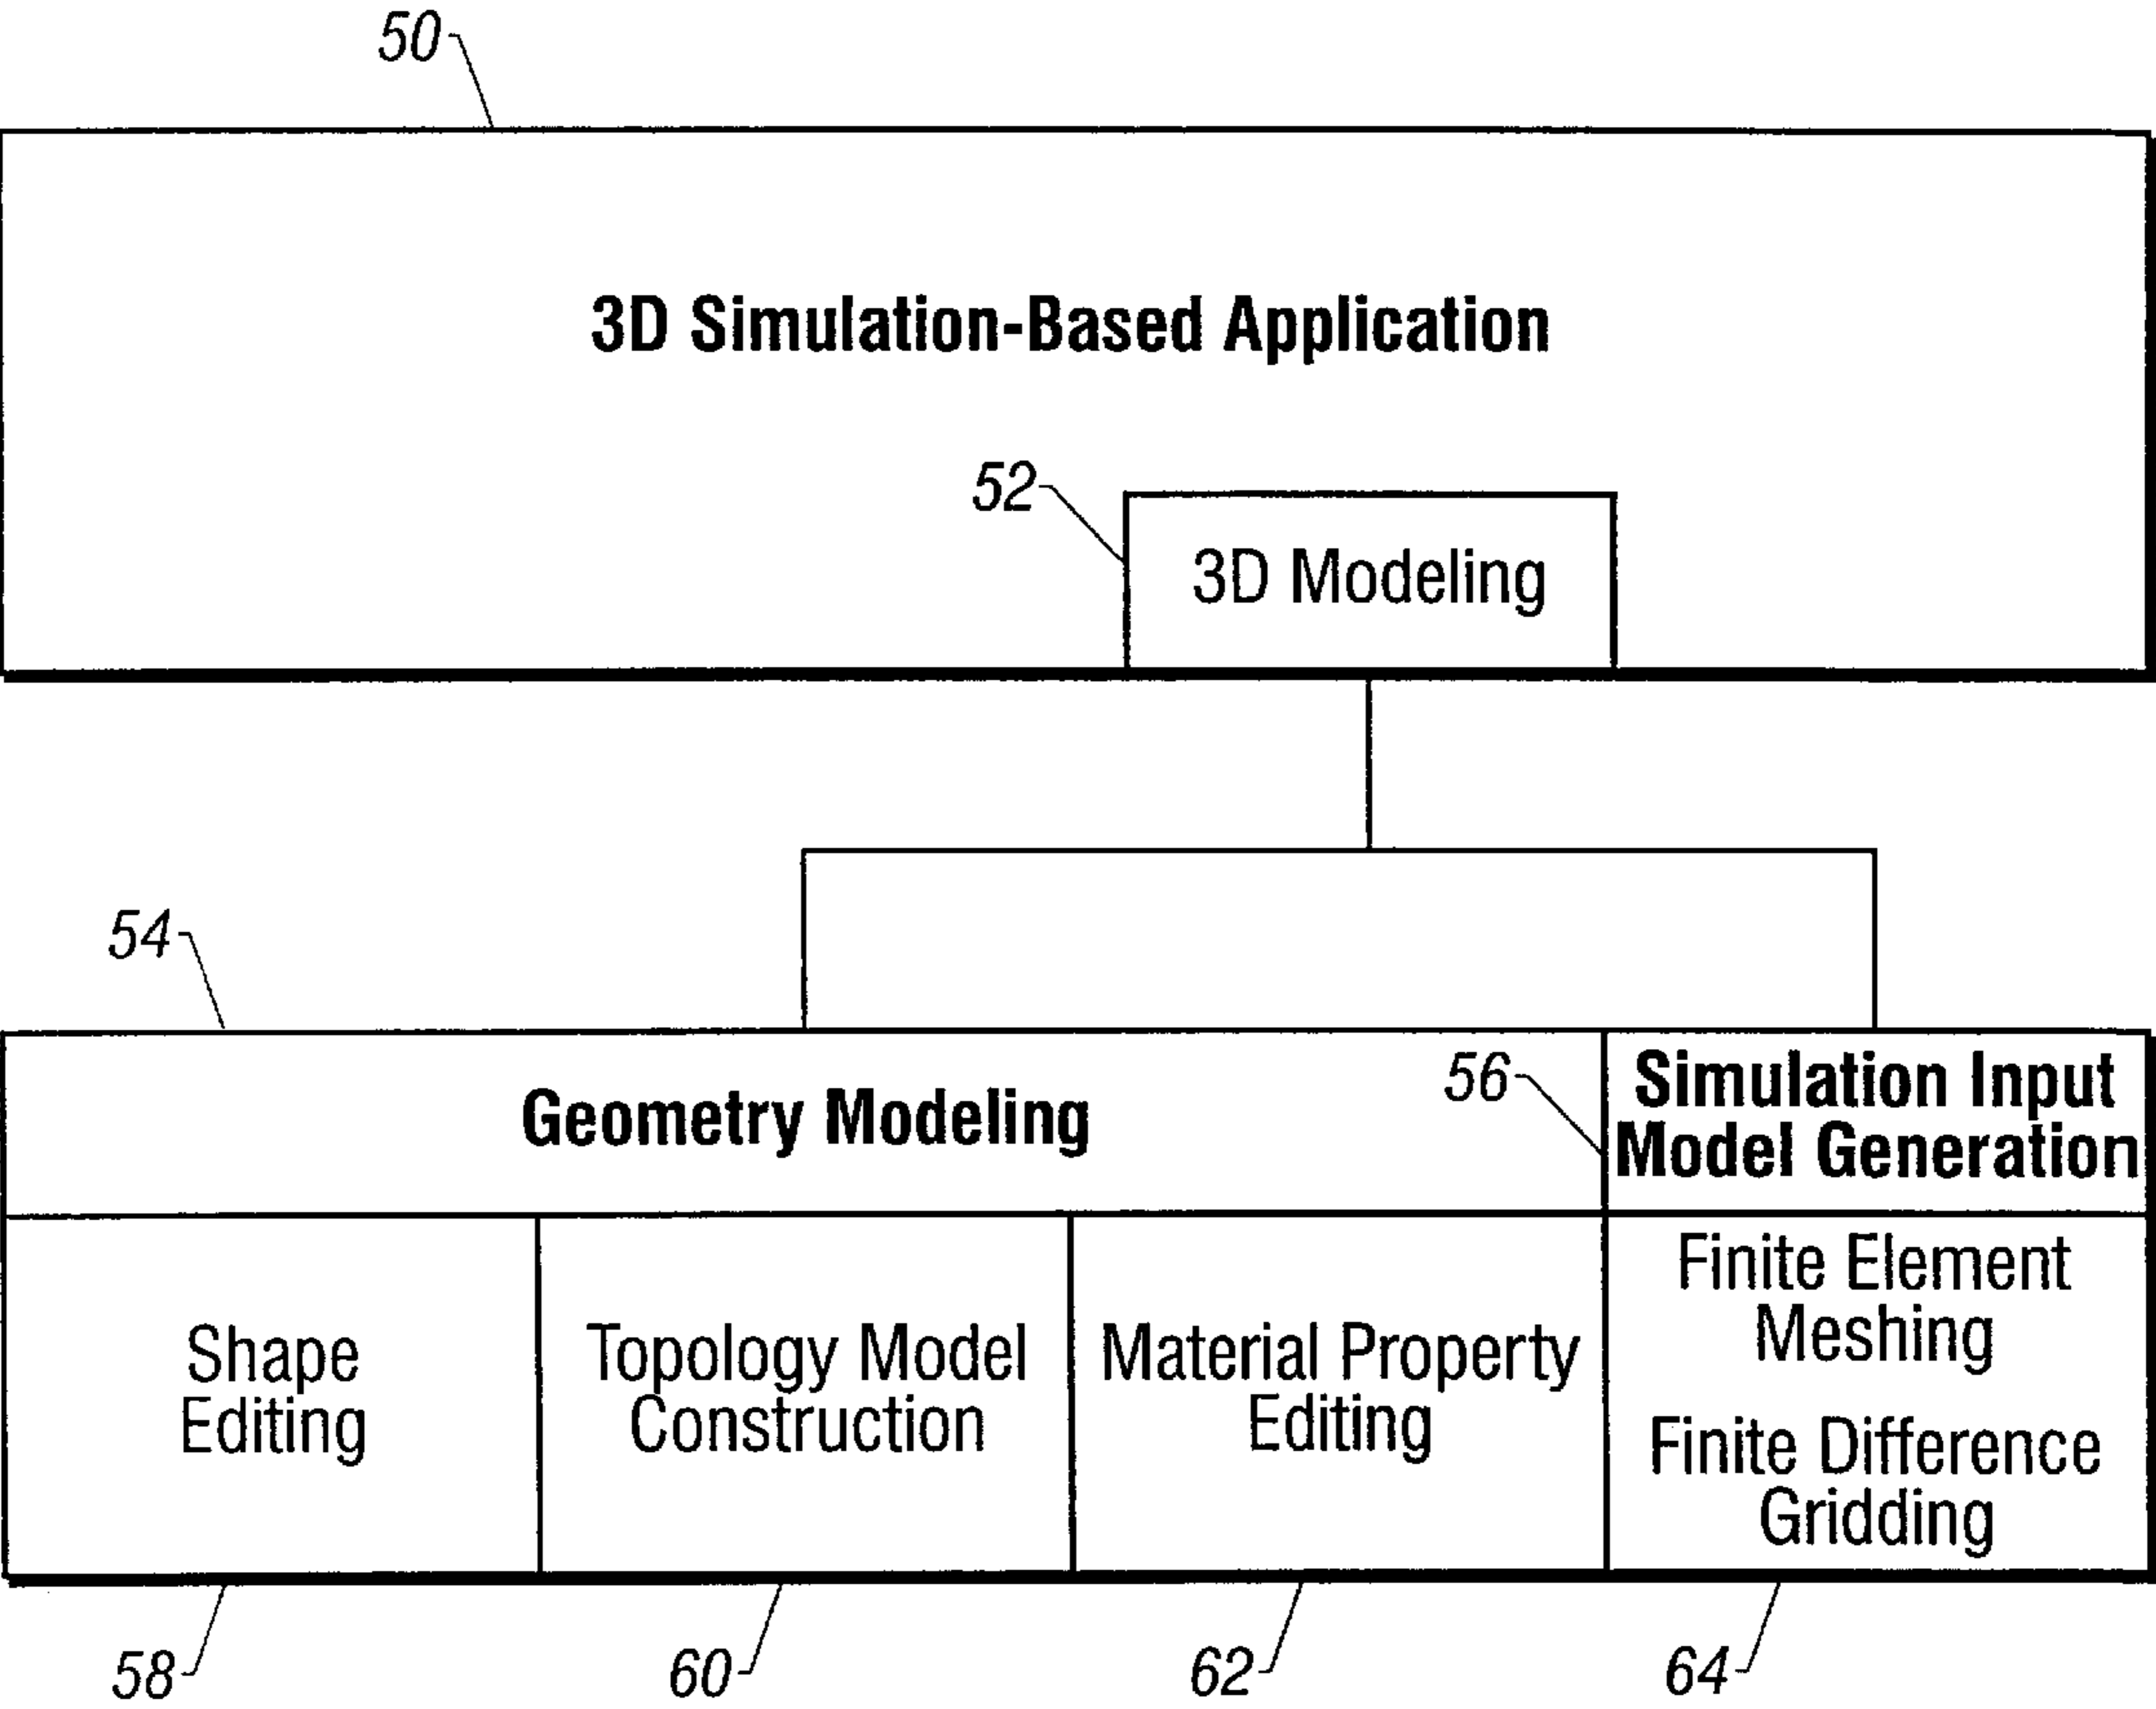 50
3D Simulation-Based Application
52
3D Modeling
54
56
Geometry Modeling
Simulation Input
Model Generation
Shape
Editing
Topology Model
Construction
Material Property
Editing
Finite Element
Meshing
Finite Difference
Gridding
58
60
62
64